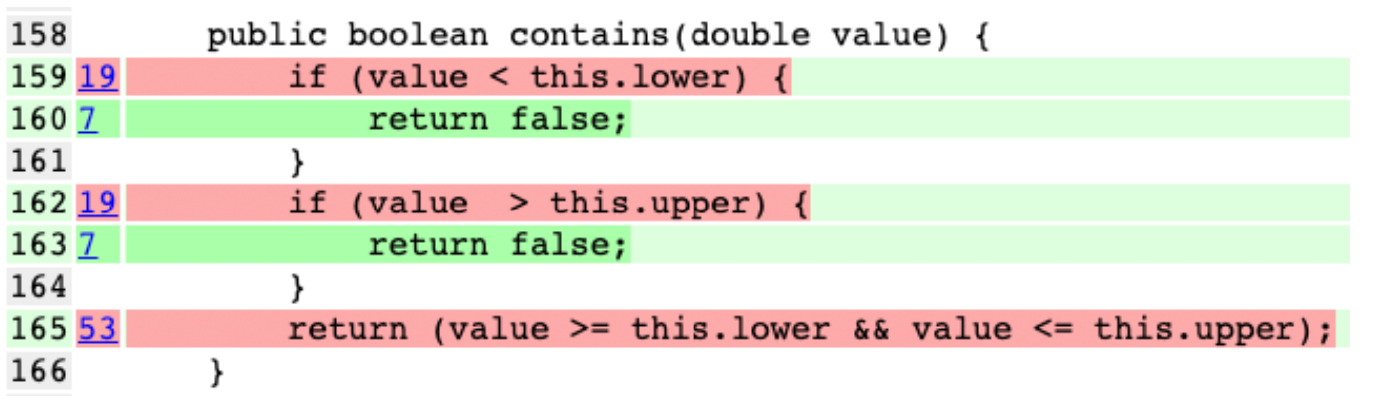 158 public boolean contains(double value) {
159 19 if (value < this.lower) {
160 7 return false;
161 }
162 19 if (value  > this.upper) {
163 7 return false;
164 }
165 53 return (value >= this.lower && value <= this.upper);
166 }